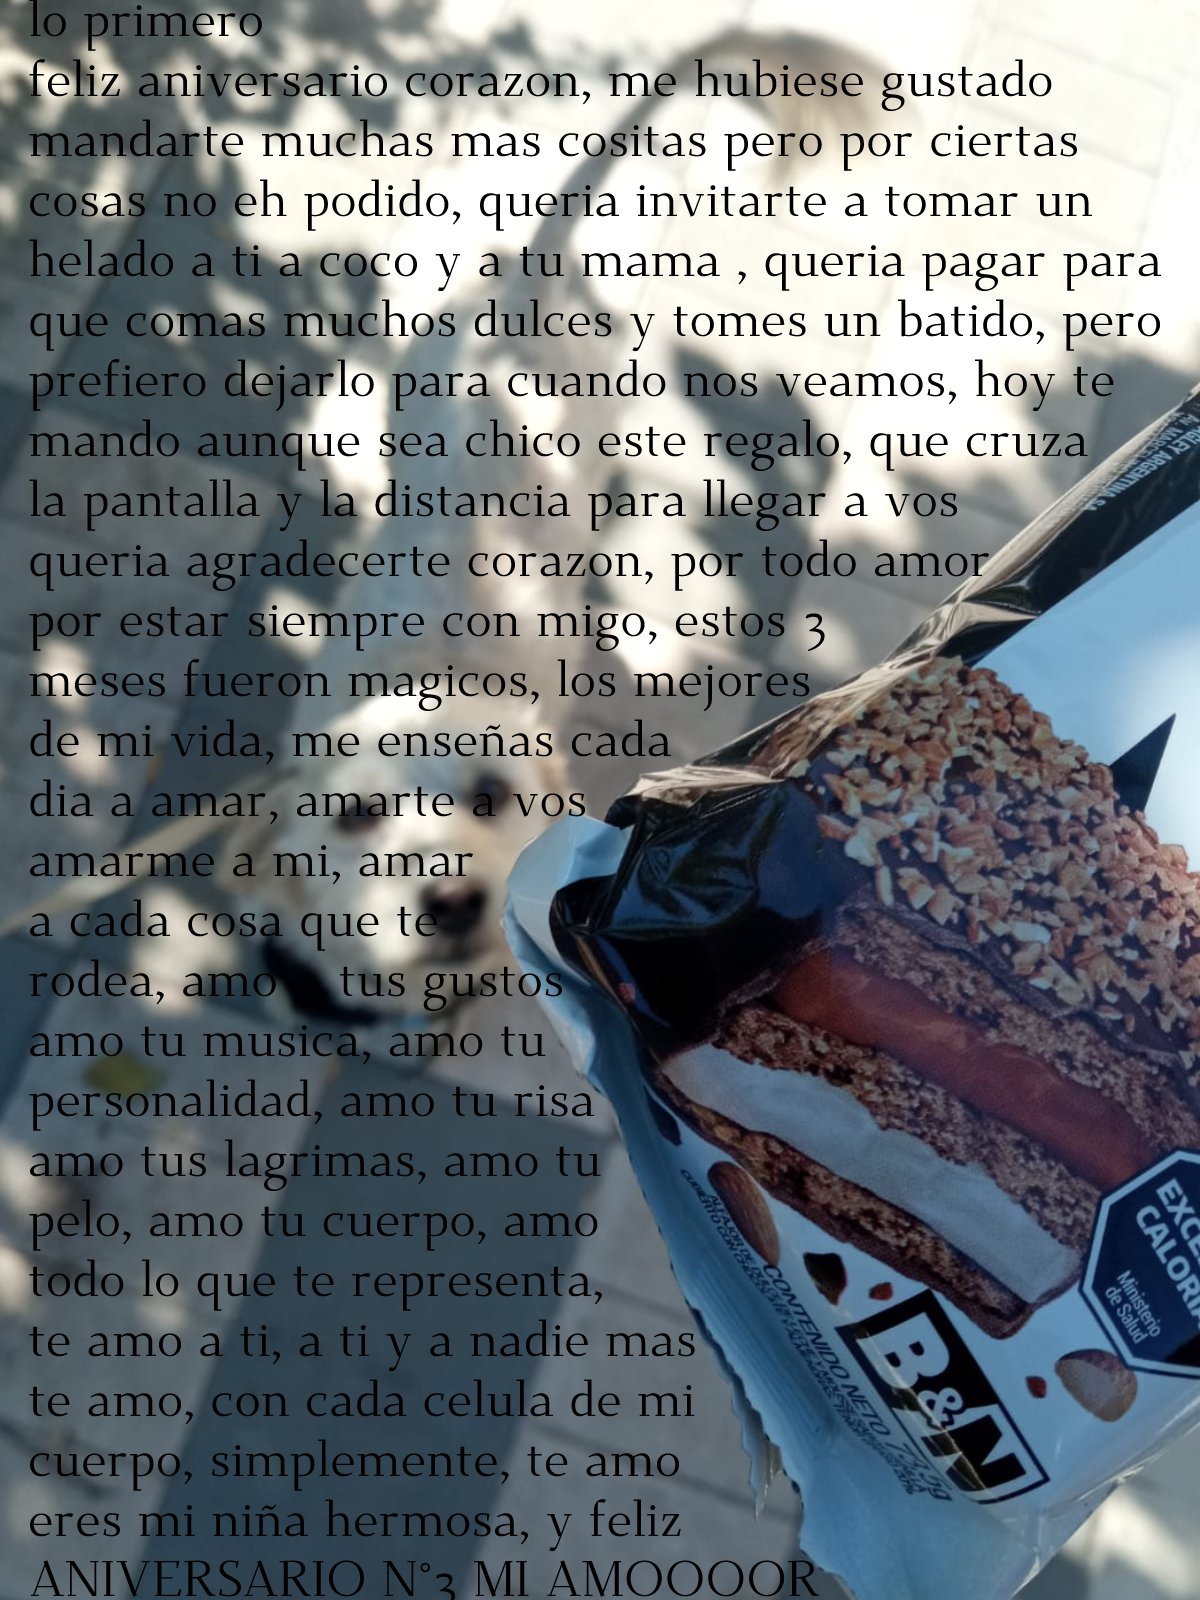 lo primero
feliz aniversario corazon, me hubiese gustado
mandarte muchas mas cositas pero por ciertas
cosas no eh podido, queria invitarte a tomar un
helado a ti a coco y a tu mama , queria pagar para
que comas muchos dulces y tomes un batido, pero
prefiero dejarlo para cuando nos veamos, hoy te
mando aunque sea chico este regalo, que cruza
la pantalla y la distancia para llegar a vos
queria agradecerte corazon, por todo amor
por estar siempre con migo, estos 3
meses fueron magicos, los mejores
de mi vida, me enseñas cada
dia a amar, amarte a vos
amarme a mi, amar
a cada cosa que te
rodea, amo tus gustos
amo tu musica, amo tu
personalidad, amo tu risa
amo tus lagrimas, amo tu
pelo, amo tu cuerpo, amo
todo lo que te representa,
te amo a ti, a ti y a nadie mas
te amo, con cada celula de mi
cuerpo, simplemente, te amo
eres mi niña hermosa, y feliz
ANIVERSARIO N°3 MI AMOOOOR
ARGENTINA
CALORÍ
Ministerio
de Salud
CONTENIDO NETO
B&N